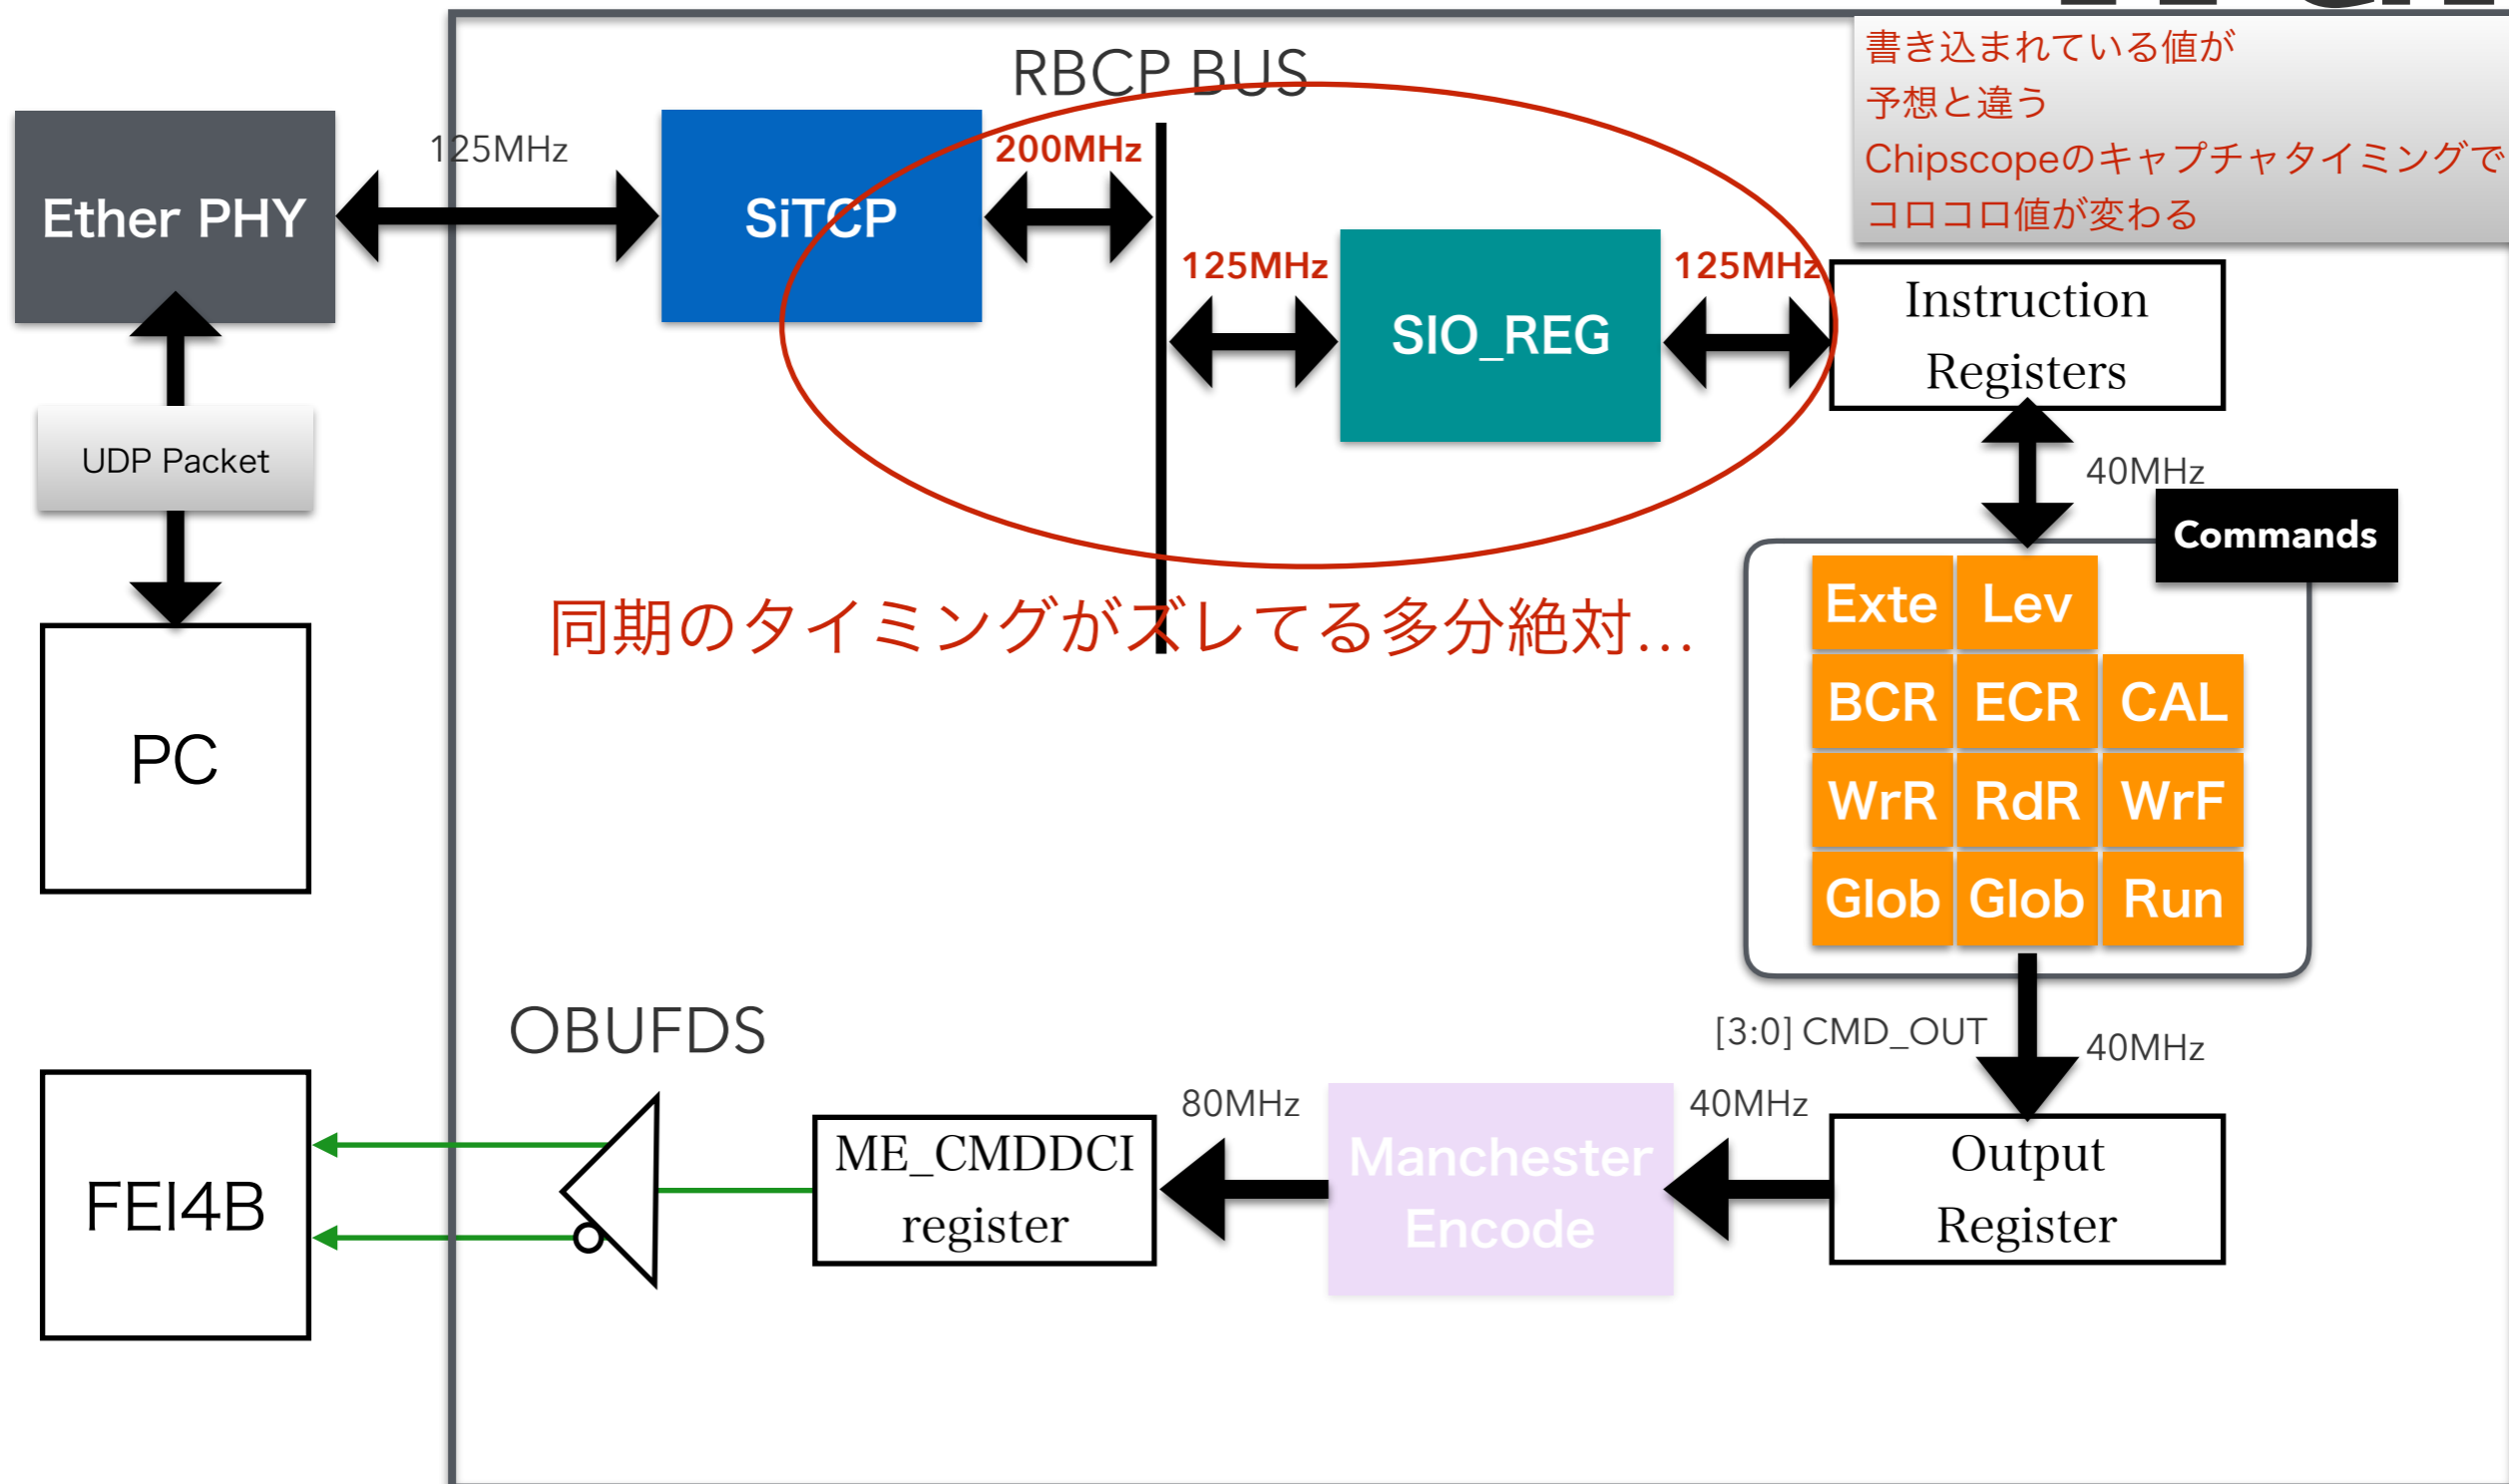 RBCP BUS
書き込まれている値が
予想と違う
Chipscopeのキャプチャタイミングで
コロコロ値が変わる
125MHz
200MHz
Ether PHY
SiTCP
125MHz
125MHz
SIO_REG
Instruction
Registers
UDP Packet
40MHz
Commands
同期のタイミングがズレてる多分絶対...
Exte
Lev
BCR
ECR
CAL
PC
WrR
RdR
WrF
Glob
Glob
Run
OBUFDS
[3:0] CMD_OUT
40MHz
80MHz
40MHz
FEI4B
ME_CMDDCI
register
Manchester
Encode
Output
Register